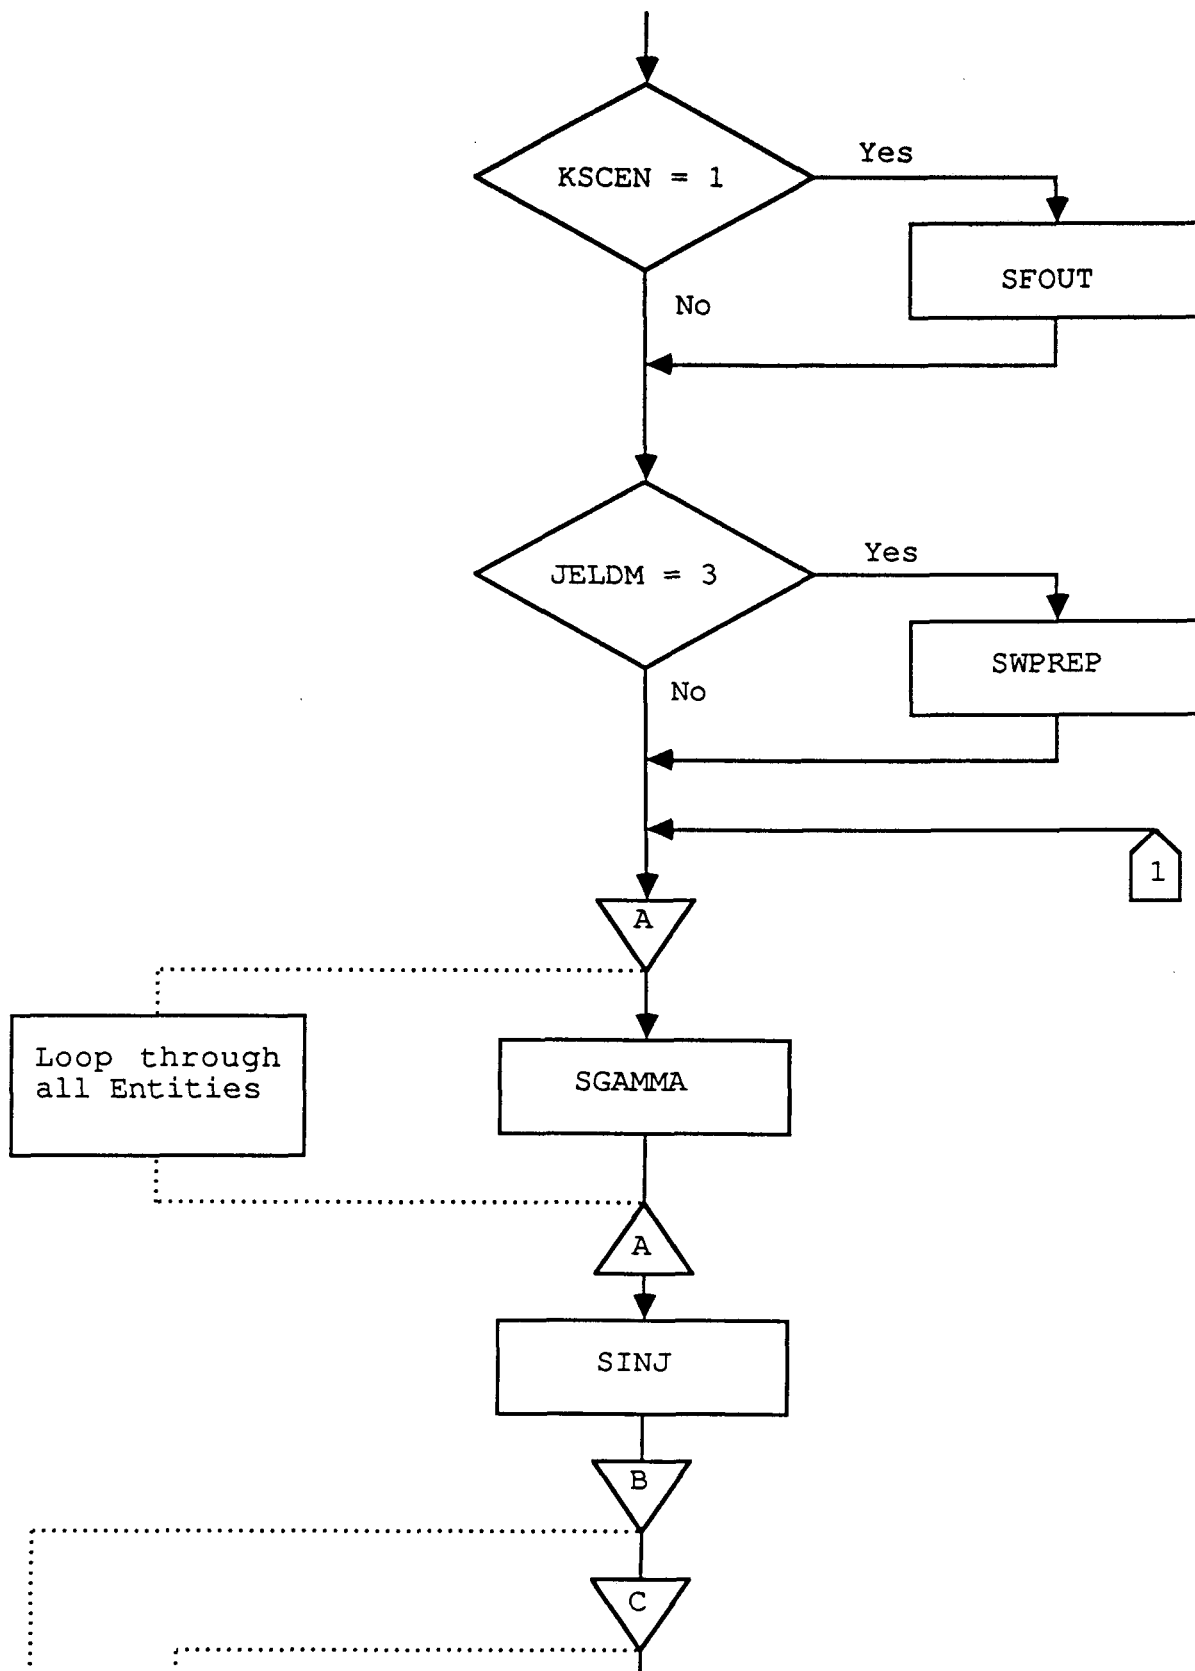 Yes
KSCEN = 1
SFOUT
No
Yes
JELDM = 3
SWPREP
No
1
A
Loop through
all Entities
SGAMMA
A
SINJ
B
C